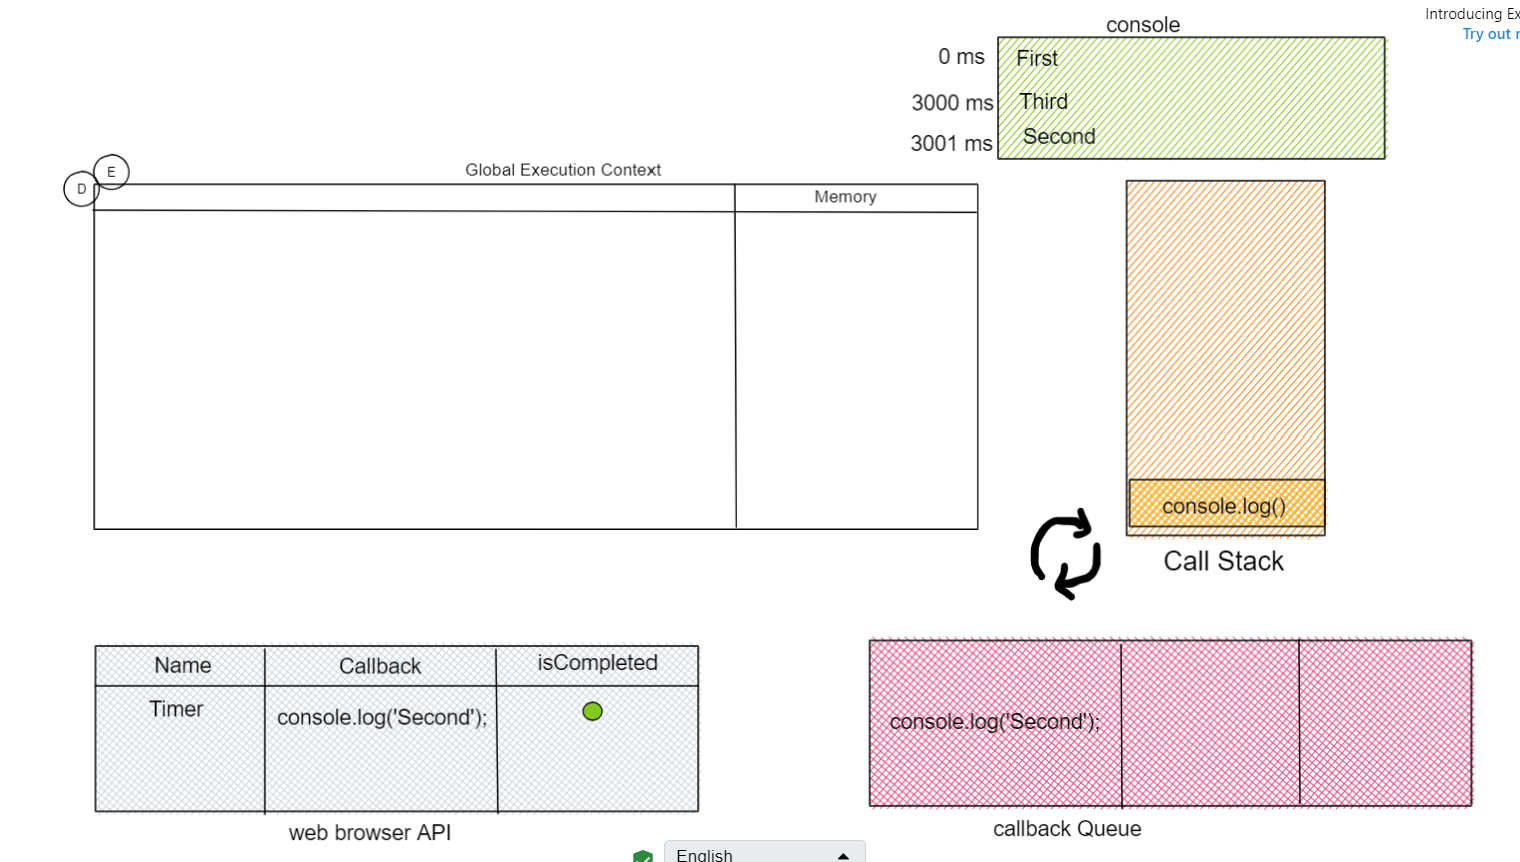 Introducing Ex
Try out r
console
0 ms First
3000 ms Third
3001 ms Second
E
D
Global Execution Context
Memory
console.log()
Call Stack
Name Callback isCompleted
Timer console.log('Second');
web browser API
console.log('Second');
callback Queue
English